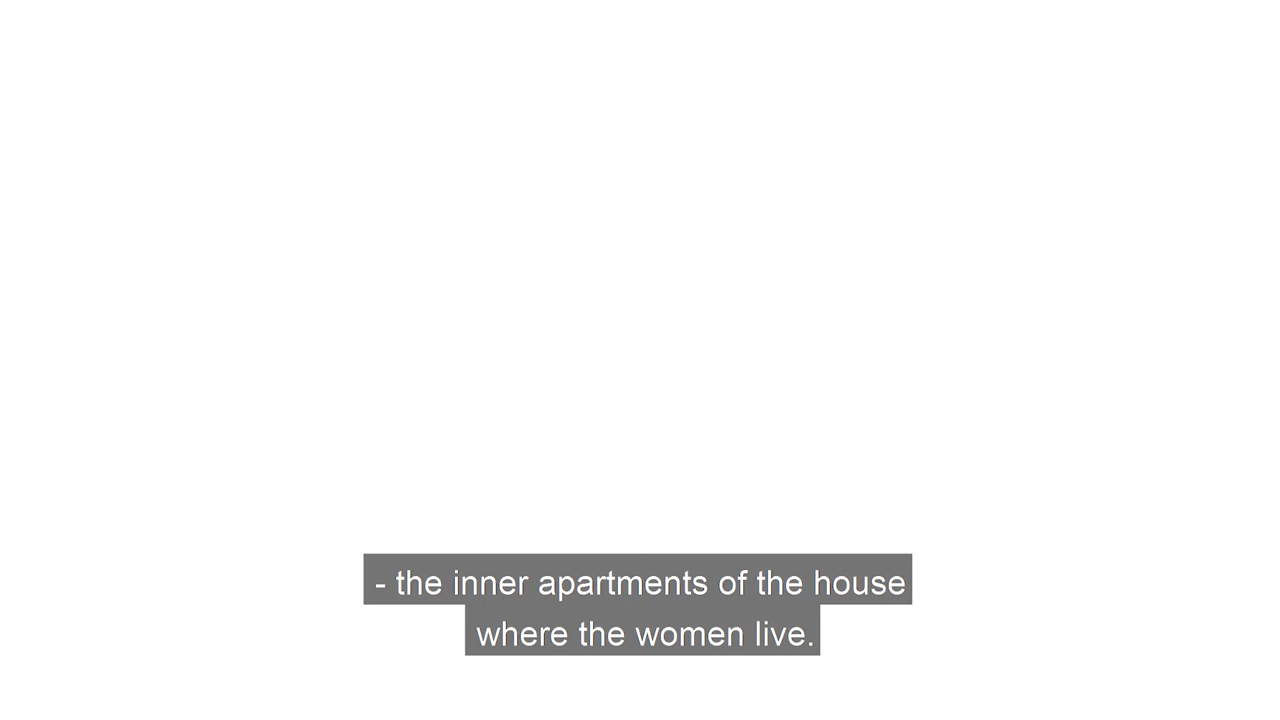 - the inner apartments of the house
where the women live.